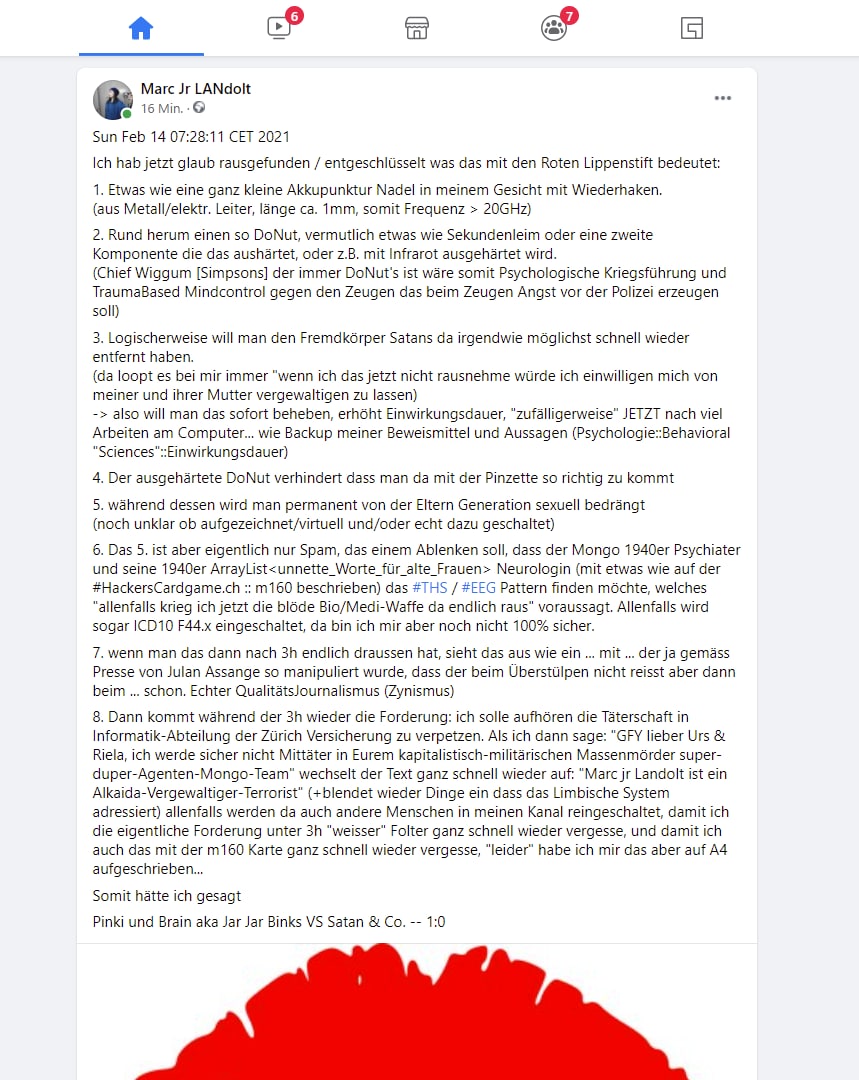 6
7
Marc Jr LANdolt
16 Min. ·
Sun Feb 14 07:28:11 CET 2021
Ich hab jetzt glaub rausgefunden / entgeschlüsselt was das mit den Roten Lippenstift bedeutet:
1. Etwas wie eine ganz kleine Akkupunktur Nadel in meinem Gesicht mit Wiederhaken.
(aus Metall/elektr. Leiter, länge ca. 1mm, somit Frequenz > 20GHz)
2. Rund herum einen so DoNut, vermutlich etwas wie Sekundenleim oder eine zweite
Komponente die das aushärtet, oder z.B. mit Infrarot ausgehärtet wird.
(Chief Wiggum [Simpsons] der immer DoNut's ist wäre somit Psychologische Kriegsführung und
TraumaBased Mindcontrol gegen den Zeugen das beim Zeugen Angst vor der Polizei erzeugen
soll)
3. Logischerweise will man den Fremdkörper Satans da irgendwie möglichst schnell wieder
entfernt haben.
(da loopt es bei mir immer "wenn ich das jetzt nicht rausnehme würde ich einwilligen mich von
meiner und ihrer Mutter vergewaltigen zu lassen)
-> also will man das sofort beheben, erhöht Einwirkungsdauer, "zufälligerweise" JETZT nach viel
Arbeiten am Computer... wie Backup meiner Beweismittel und Aussagen (Psychologie::Behavioral
"Sciences"::Einwirkungsdauer)
4. Der ausgehärtete DoNut verhindert dass man da mit der Pinzette so richtig zu kommt
5. während dessen wird man permanent von der Eltern Generation sexuell bedrängt
(noch unklar ob aufgezeichnet/virtuell und/oder echt dazu geschaltet)
6. Das 5. ist aber eigentlich nur Spam, das einem Ablenken soll, dass der Mongo 1940er Psychiater
und seine 1940er ArrayList<unnette_Worte_für_alte_Frauen> Neurologin (mit etwas wie auf der
#HackersCardgame.ch :: m160 beschrieben) das #THS / #EEG Pattern finden möchte, welches
"allenfalls krieg ich jetzt die blöde Bio/Medi-Waffe da endlich raus" voraussagt. Allenfalls wird
sogar ICD10 F44.x eingeschaltet, da bin ich mir aber noch nicht 100% sicher.
7. wenn man das dann nach 3h endlich draussen hat, sieht das aus wie ein ... mit ... der ja gemäss
Presse von Julan Assange so manipuliert wurde, dass der beim Überstülpen nicht reisst aber dann
beim ... schon. Echter QualitätsJournalismus (Zynismus)
8. Dann kommt während der 3h wieder die Forderung: ich solle aufhören die Täterschaft in
Informatik-Abteilung der Zürich Versicherung zu verpetzen. Als ich dann sage: "GFY lieber Urs &
Riela, ich werde sicher nicht Mittäter in Eurem kapitalistisch-militärischen Massenmörder super-
duper-Agenten-Mongo-Team" wechselt der Text ganz schnell wieder auf: "Marc jr Landolt ist ein
Alkaida-Vergewaltiger-Terrorist" (+blendet wieder Dinge ein dass das Limbische System
adressiert) allenfalls werden da auch andere Menschen in meinen Kanal reingeschaltet, damit ich
die eigentliche Forderung unter 3h "weisser" Folter ganz schnell wieder vergesse, und damit ich
auch das mit der m160 Karte ganz schnell wieder vergesse, "leider" habe ich mir das aber auf A4
aufgeschrieben...
Somit hätte ich gesagt
Pinki und Brain aka Jar Jar Binks VS Satan & Co. -- 1:0